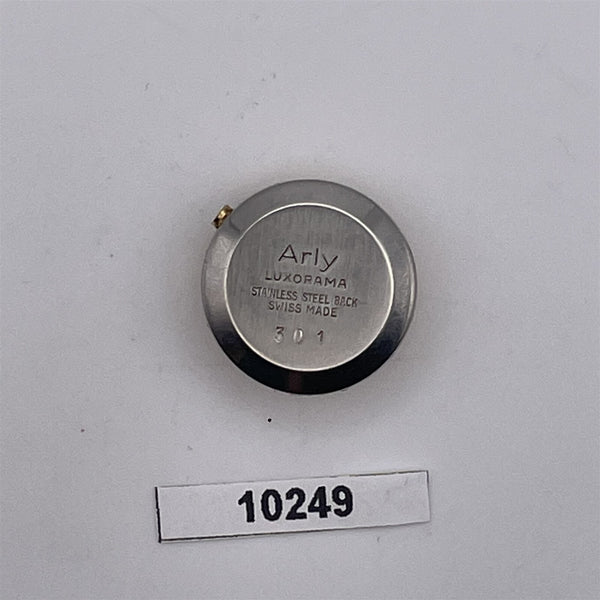 Arly
LUXORAMA
STAINLESS STEEL BACK
SWISS MADE
301
10249